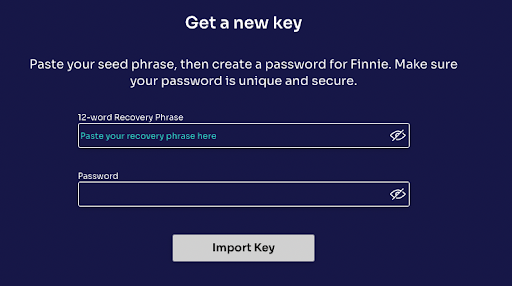 Get a new key
Paste your seed phrase, then create a password for Finnie. Make sure
your password is unique and secure.
12-word Recovery Phrase
Paste your recovery phrase here
Password
Import Key